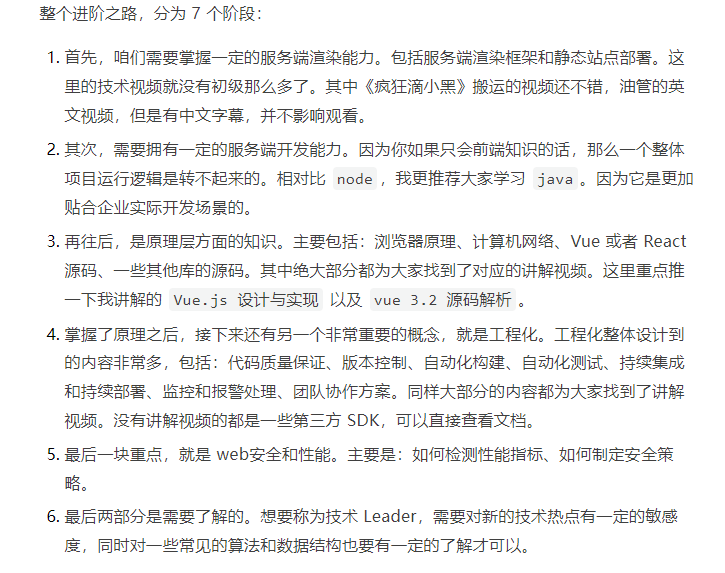 整个进阶之路，分为 7 个阶段：
1. 首先，咱们需要掌握一定的服务端渲染能力。包括服务端渲染框架和静态站点部署。这
里的技术视频就没有初级那么多了。其中《疯狂滴小黑》搬运的视频还不错，油管的英
文视频，但是有中文字幕，并不影响观看。
2. 其次，需要拥有一定的服务端开发能力。因为你如果只会前端知识的话，那么一个整体
项目运行逻辑是转不起来的。相对比 node ，我更推荐大家学习 java 。因为它是更加
贴合企业实际开发场景的。
3. 再往后，是原理层方面的知识。主要包括：浏览器原理、计算机网络、Vue 或者 React
源码、一些其他库的源码。其中绝大部分都为大家找到了对应的讲解视频。这里重点推
一下我讲解的 Vue.js 设计与实现 以及 vue 3.2 源码解析 。
4. 掌握了原理之后，接下来还有另一个非常重要的概念，就是工程化。工程化整体设计到
的内容非常多，包括：代码质量保证、版本控制、自动化构建、自动化测试、持续集成
和持续部署、监控和报警处理、团队协作方案。同样大部分的内容都为大家找到了讲解
视频。没有讲解视频的都是一些第三方 SDK，可以直接查看文档。
5. 最后一块重点，就是 web安全和性能。主要是：如何检测性能指标、如何制定安全策
略。
6. 最后两部分是需要了解的。想要称为技术 Leader，需要对新的技术热点有一定的敏感
度，同时对一些常见的算法和数据结构也要有一定的了解才可以。